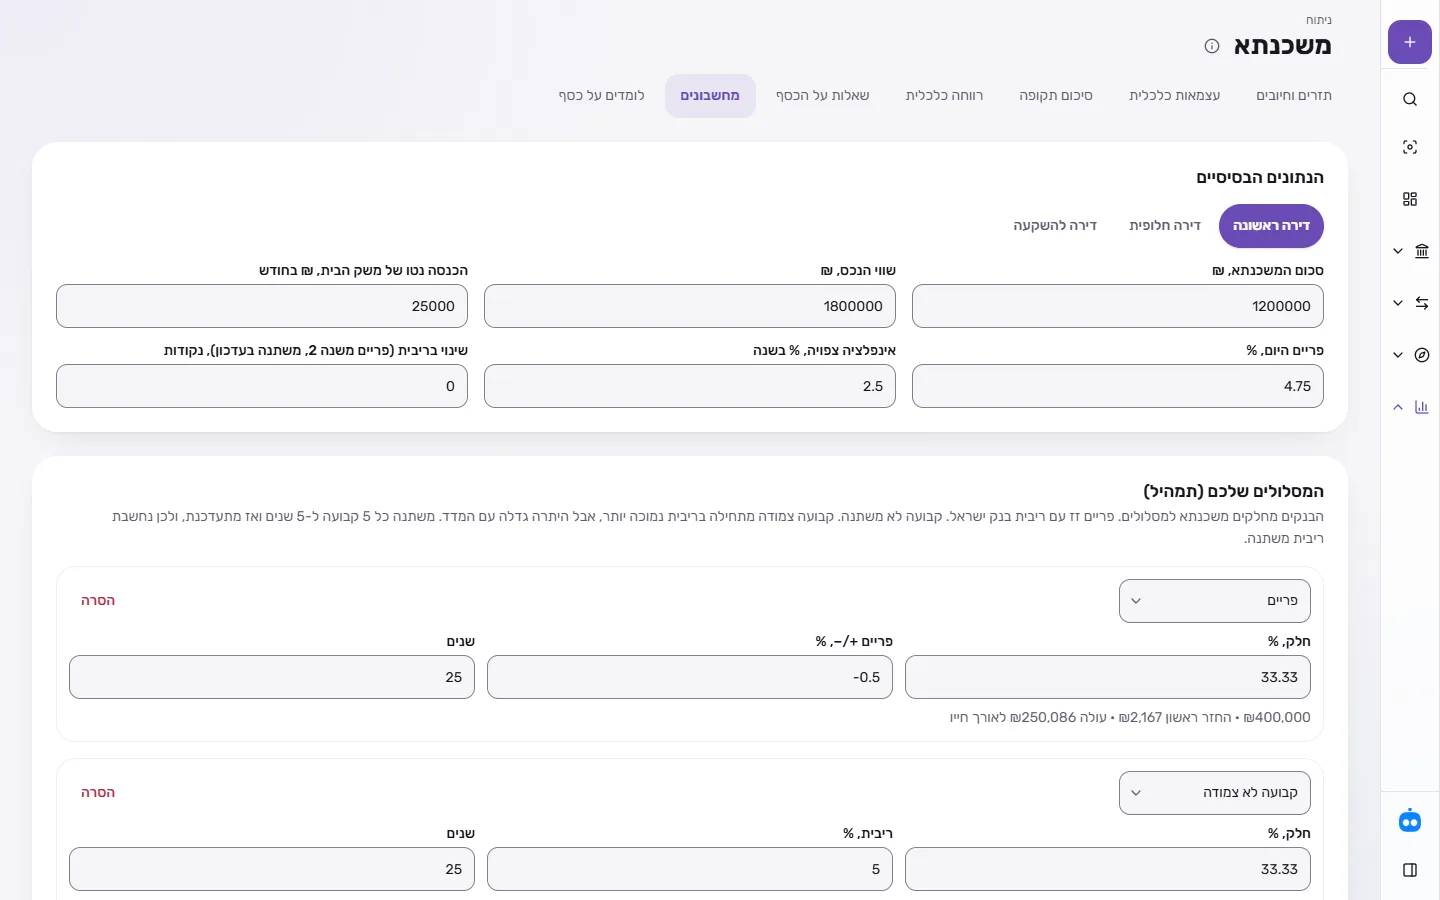 ניתוח
משכנתא
תזרים וחיובים
עצמאות כלכלית
סיכום תקופה
רווחה כלכלית
שאלות על הכסף
מחשבונים
לומדים על כסף
הנתונים הבסיסיים
דירה ראשונה
דירה חלופית
דירה להשקעה
סכום המשכנתא, ₪
שווי הנכס, ₪
הכנסה נטו של משק הבית, ₪ בחודש
1200000
1800000
25000
פריים היום, %
אינפלציה צפויה, % בשנה
שינוי בריבית (פריים משנה 2, משתנה בעדכון), נקודות
4.75
2.5
0
המסלולים שלכם (תמהיל)
הבנקים מחלקים משכנתא למסלולים. פריים זז עם ריבית בנק ישראל. קבועה לא משתנה. קבועה צמודה מתחילה בריבית נמוכה יותר, אבל היתרה גדלה עם המדד. משתנה כל 5 קבועה ל-5 שנים ואז מתעדכנת, ולכן נחשבת
ריבית משתנה.
פריים
הסרה
חלק, %
פריים +/−, %
שנים
33.33
-0.5
25
₪400,000 • החזר ראשון ₪2,167 • עולה ₪250,086 לאורך חייו
קבועה לא צמודה
הסרה
חלק, %
ריבית, %
שנים
33.33
5
25